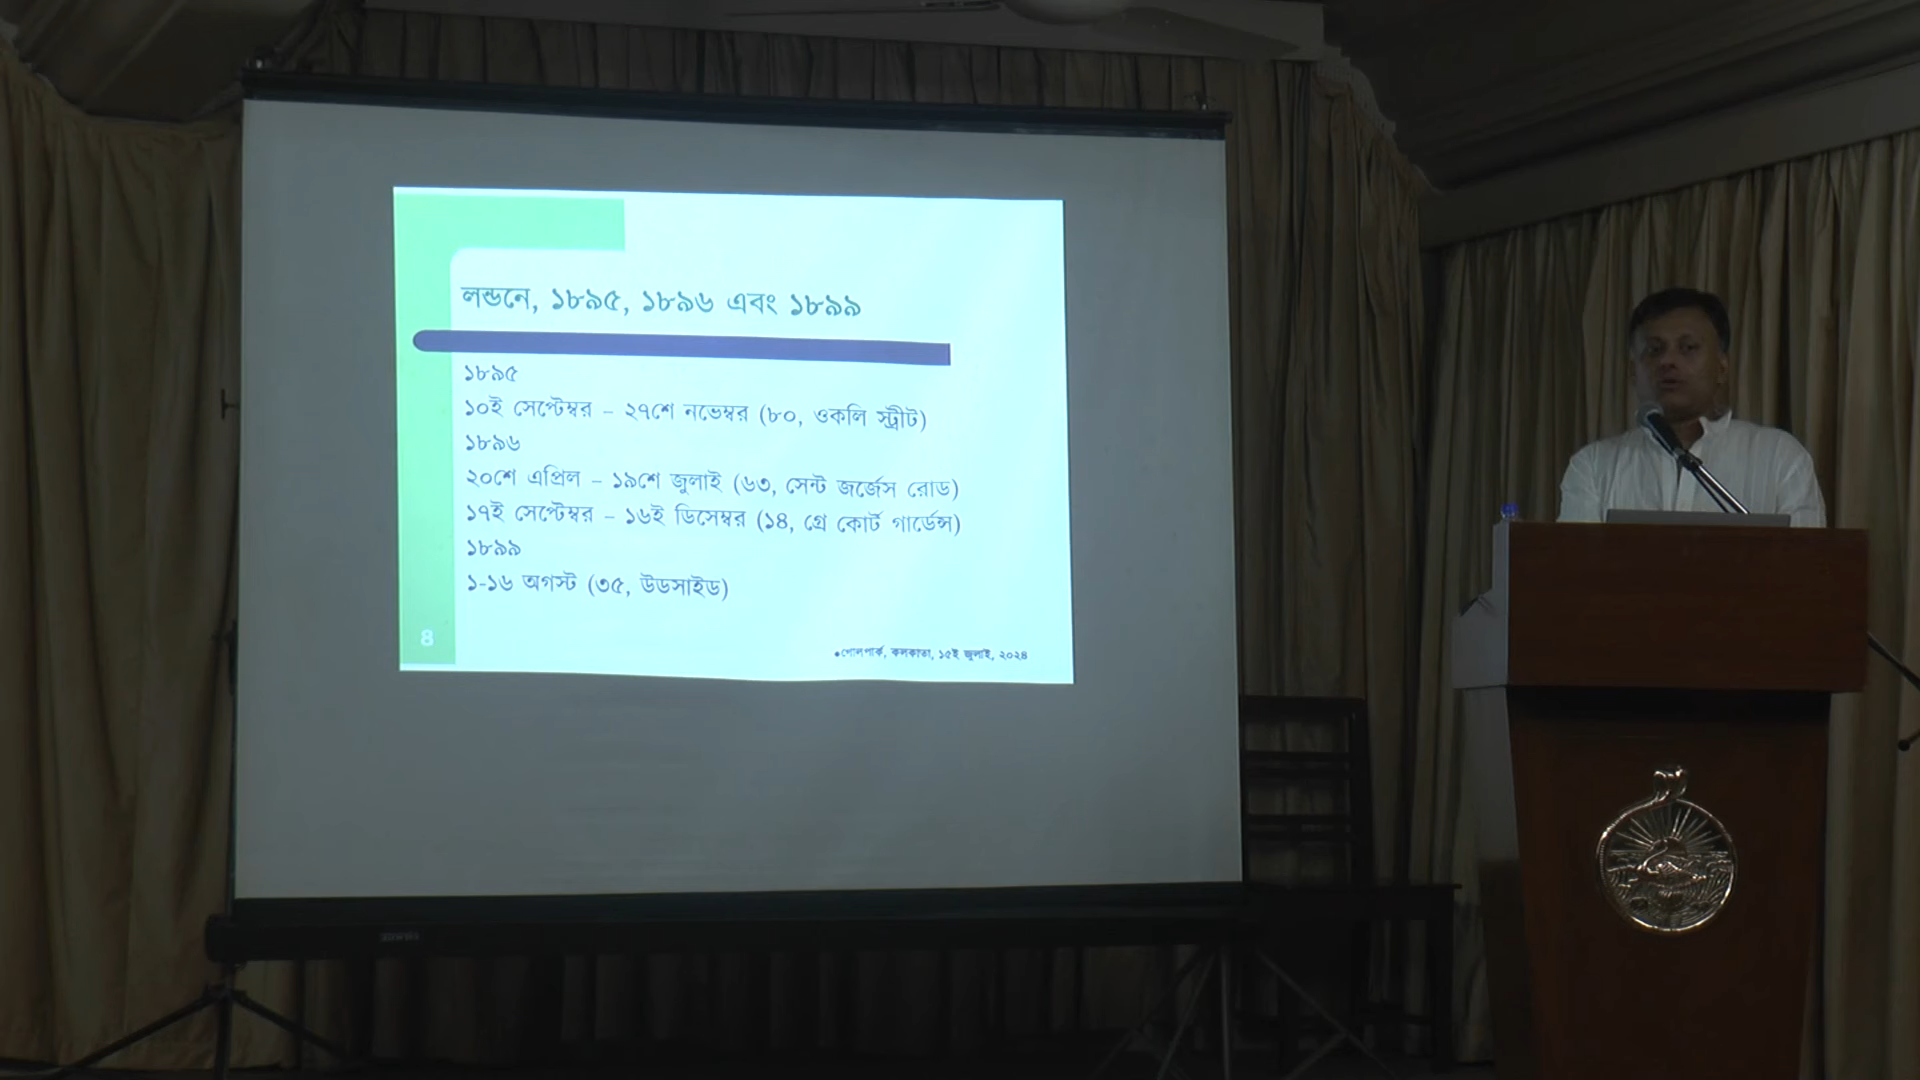 লন্ডনে, ১৮৯৫, ১৮৯৬ এবং ১৮৯৯
১৮৯৫
১০ই সেপ্টেম্বর – ২৭শে নভেম্বর (৮০, ওকলি স্ট্রীট)
১৮৯৬
২০শে এপ্রিল – ১৯শে জুলাই (৬৩, সেন্ট জর্জেস রোড)
১৭ই সেপ্টেম্বর – ১৬ই ডিসেম্বর (১৪, গ্রে কোর্ট গার্ডেন্স)
১৮৯৯
১-১৬ অগস্ট (৩৫, উডসাইড)
8
•গোলপার্ক, কলকাতা, ১৫ই জুলাই, ২০২৪